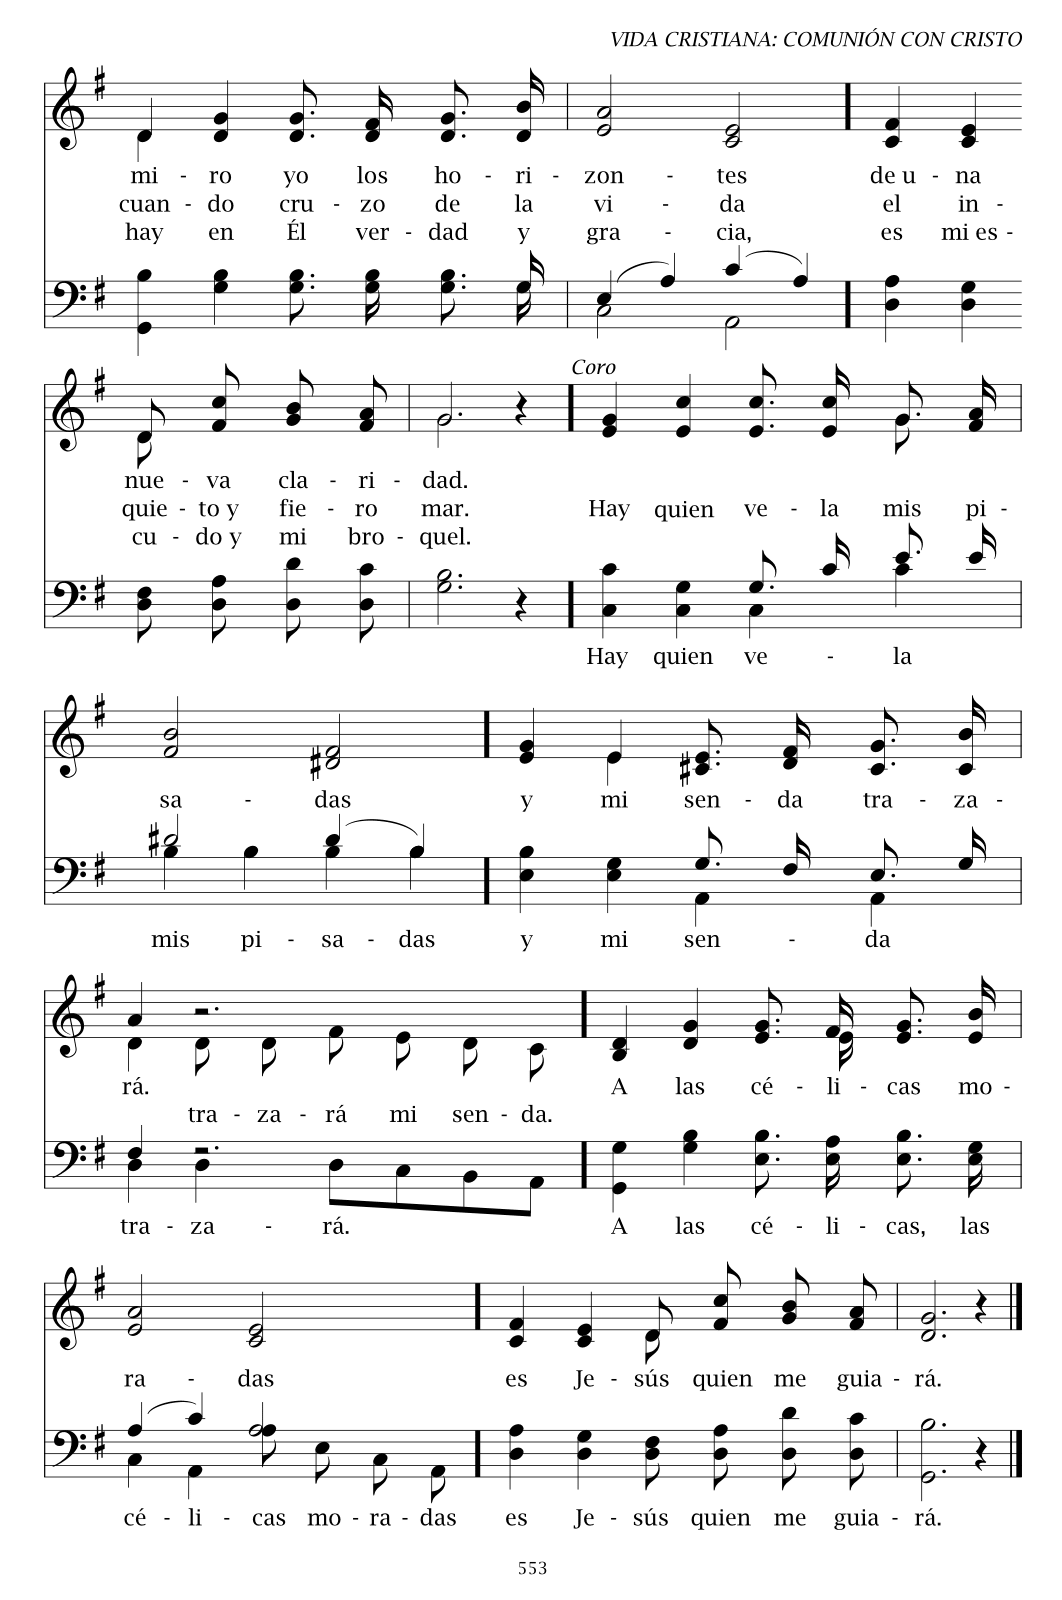 VIDA CRISTIANA: COMUNIÓN CON CRISTO
mi - ro yo los ho - ri - zon - tes de u - na
cuan - do cru - zo de la vi - da el in -
hay en Él ver - dad y gra - cia, es mi es -
Coro
nue - va cla - ri - dad.
quie - to y fie - ro mar. Hay quien ve - la mis pi -
cu - do y mi bro - quel.
Hay quien ve - la
sa - das y mi sen - da tra - za -
mis pi - sa - das y mi sen - da
rá. A las cé - li - cas mo -
tra - za - rá mi sen - da.
tra - za - rá. A las cé - li - cas, las
ra - das es Je - sús quien me guia - rá.
cé - li - cas mo - ra - das es Je - sús quien me guia - rá.
553